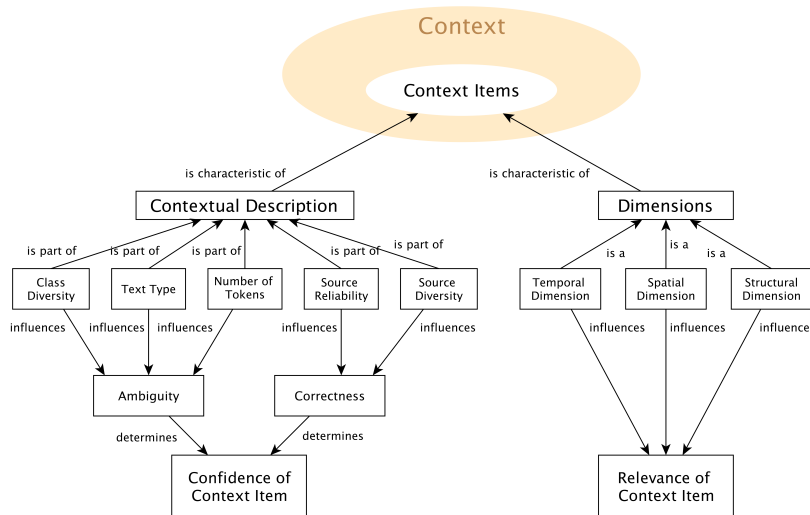 Context
Context Items
is characteristic of
is characteristic of
Contextual Description
Dimensions
is part of
is part of
is part of
is part of
is part of
is a
is a
is a
Class
Diversity
Text Type
Number of
Tokens
Source
Reliability
Source
Diversity
Temporal
Dimension
Spatial
Dimension
Structural
Dimension
influences
influences
influences
influences
influences
influences
influences
influence
Ambiguity
Correctness
determines
determines
Confidence of
Context Item
Relevance of
Context Item